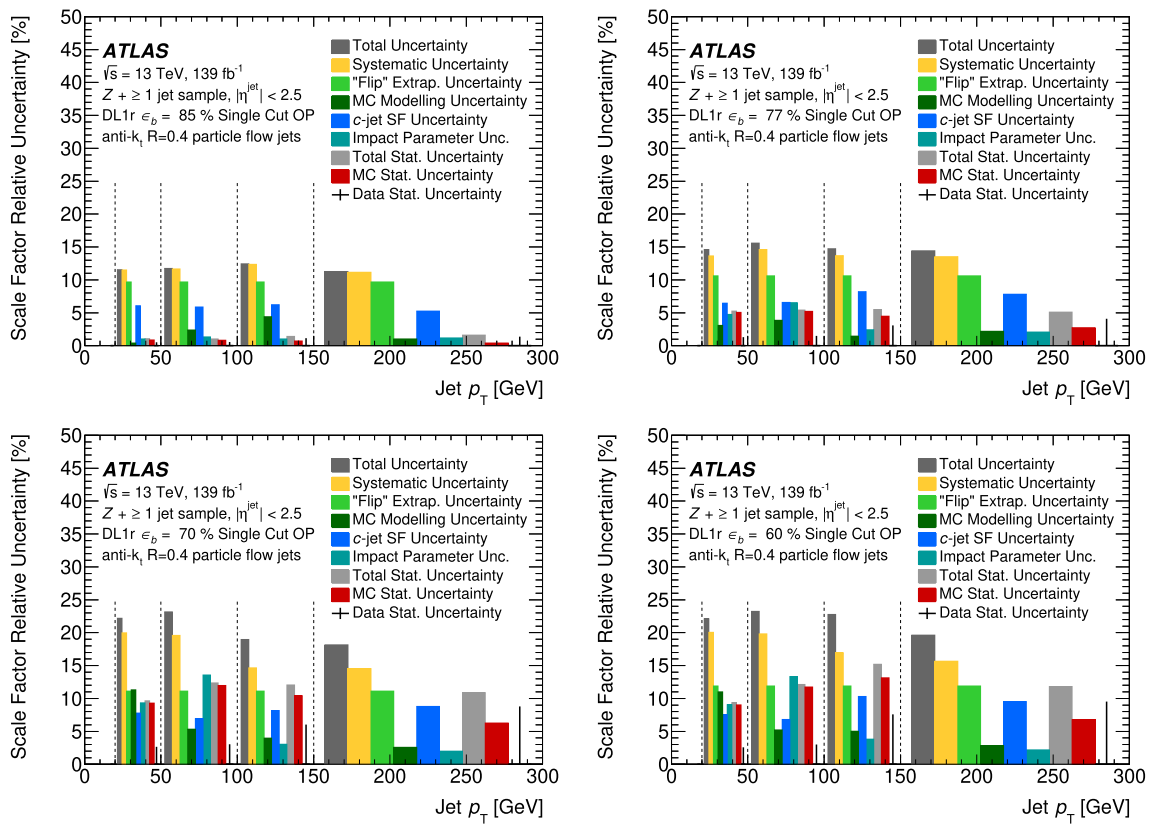 Scale Factor Relative Uncertainty [%]
50
45
40
35
30
25
20
15
10
5
0
ATLAS
√s = 13 TeV, 139 fb⁻¹
Z + ≥ 1 jet sample, |η^jet| < 2.5
DL1r ϵ_b = 85 % Single Cut OP
anti-k_t R=0.4 particle flow jets
Total Uncertainty
Systematic Uncertainty
"Flip" Extrap. Uncertainty
MC Modelling Uncertainty
c-jet SF Uncertainty
Impact Parameter Unc.
Total Stat. Uncertainty
MC Stat. Uncertainty
Data Stat. Uncertainty
0 50 100 150 200 250 300
Jet p_T [GeV]
Scale Factor Relative Uncertainty [%]
50
45
40
35
30
25
20
15
10
5
0
ATLAS
√s = 13 TeV, 139 fb⁻¹
Z + ≥ 1 jet sample, |η^jet| < 2.5
DL1r ϵ_b = 77 % Single Cut OP
anti-k_t R=0.4 particle flow jets
Total Uncertainty
Systematic Uncertainty
"Flip" Extrap. Uncertainty
MC Modelling Uncertainty
c-jet SF Uncertainty
Impact Parameter Unc.
Total Stat. Uncertainty
MC Stat. Uncertainty
Data Stat. Uncertainty
0 50 100 150 200 250 300
Jet p_T [GeV]
Scale Factor Relative Uncertainty [%]
50
45
40
35
30
25
20
15
10
5
0
ATLAS
√s = 13 TeV, 139 fb⁻¹
Z + ≥ 1 jet sample, |η^jet| < 2.5
DL1r ϵ_b = 70 % Single Cut OP
anti-k_t R=0.4 particle flow jets
Total Uncertainty
Systematic Uncertainty
"Flip" Extrap. Uncertainty
MC Modelling Uncertainty
c-jet SF Uncertainty
Impact Parameter Unc.
Total Stat. Uncertainty
MC Stat. Uncertainty
Data Stat. Uncertainty
0 50 100 150 200 250 300
Jet p_T [GeV]
Scale Factor Relative Uncertainty [%]
50
45
40
35
30
25
20
15
10
5
0
ATLAS
√s = 13 TeV, 139 fb⁻¹
Z + ≥ 1 jet sample, |η^jet| < 2.5
DL1r ϵ_b = 60 % Single Cut OP
anti-k_t R=0.4 particle flow jets
Total Uncertainty
Systematic Uncertainty
"Flip" Extrap. Uncertainty
MC Modelling Uncertainty
c-jet SF Uncertainty
Impact Parameter Unc.
Total Stat. Uncertainty
MC Stat. Uncertainty
Data Stat. Uncertainty
0 50 100 150 200 250 300
Jet p_T [GeV]